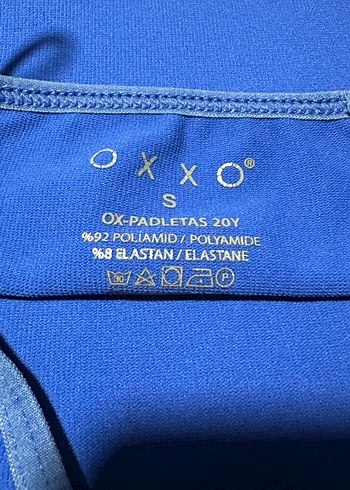 OXXO®
S
OX-PADLETAS 20Y
%92 POLİAMİD / POLYAMIDE
%8 ELASTAN / ELASTANE
P